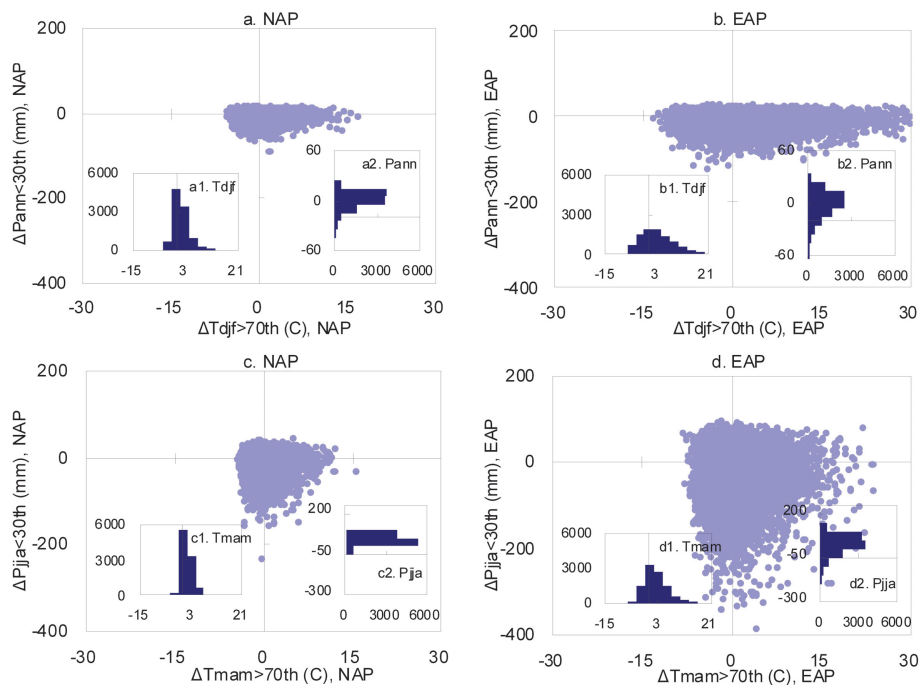 a. NAP
200
0
-200
-400
ΔPann<30th (mm), NAP
a1. Tdjf
6000
3000
0
-15 3 21
a2. Pann
60
0
-60
0 3000 6000
-30 -15 0 15 30
ΔTdjf>70th (C), NAP
b. EAP
200
0
-200
-400
ΔPann<30th (mm), EAP
b1. Tdjf
6000
3000
0
-15 3 21
60
b2. Pann
0
-60
0 3000 6000
-30 -15 0 15 30
ΔTdjf>70th (C), EAP
c. NAP
200
0
-200
-400
ΔPjja<30th (mm), NAP
c1. Tmam
6000
3000
0
-15 3 21
200
-50
c2. Pjja
-300
0 3000 6000
-30 -15 0 15 30
ΔTmam>70th (C), NAP
d. EAP
200
0
-200
-400
ΔPjja<30th (mm), EAP
d1. Tmam
6000
3000
0
-15 3 21
200
-50
d2. Pjja
-300
0 3000 6000
-30 -15 0 15 30
ΔTmam>70th (C), EAP